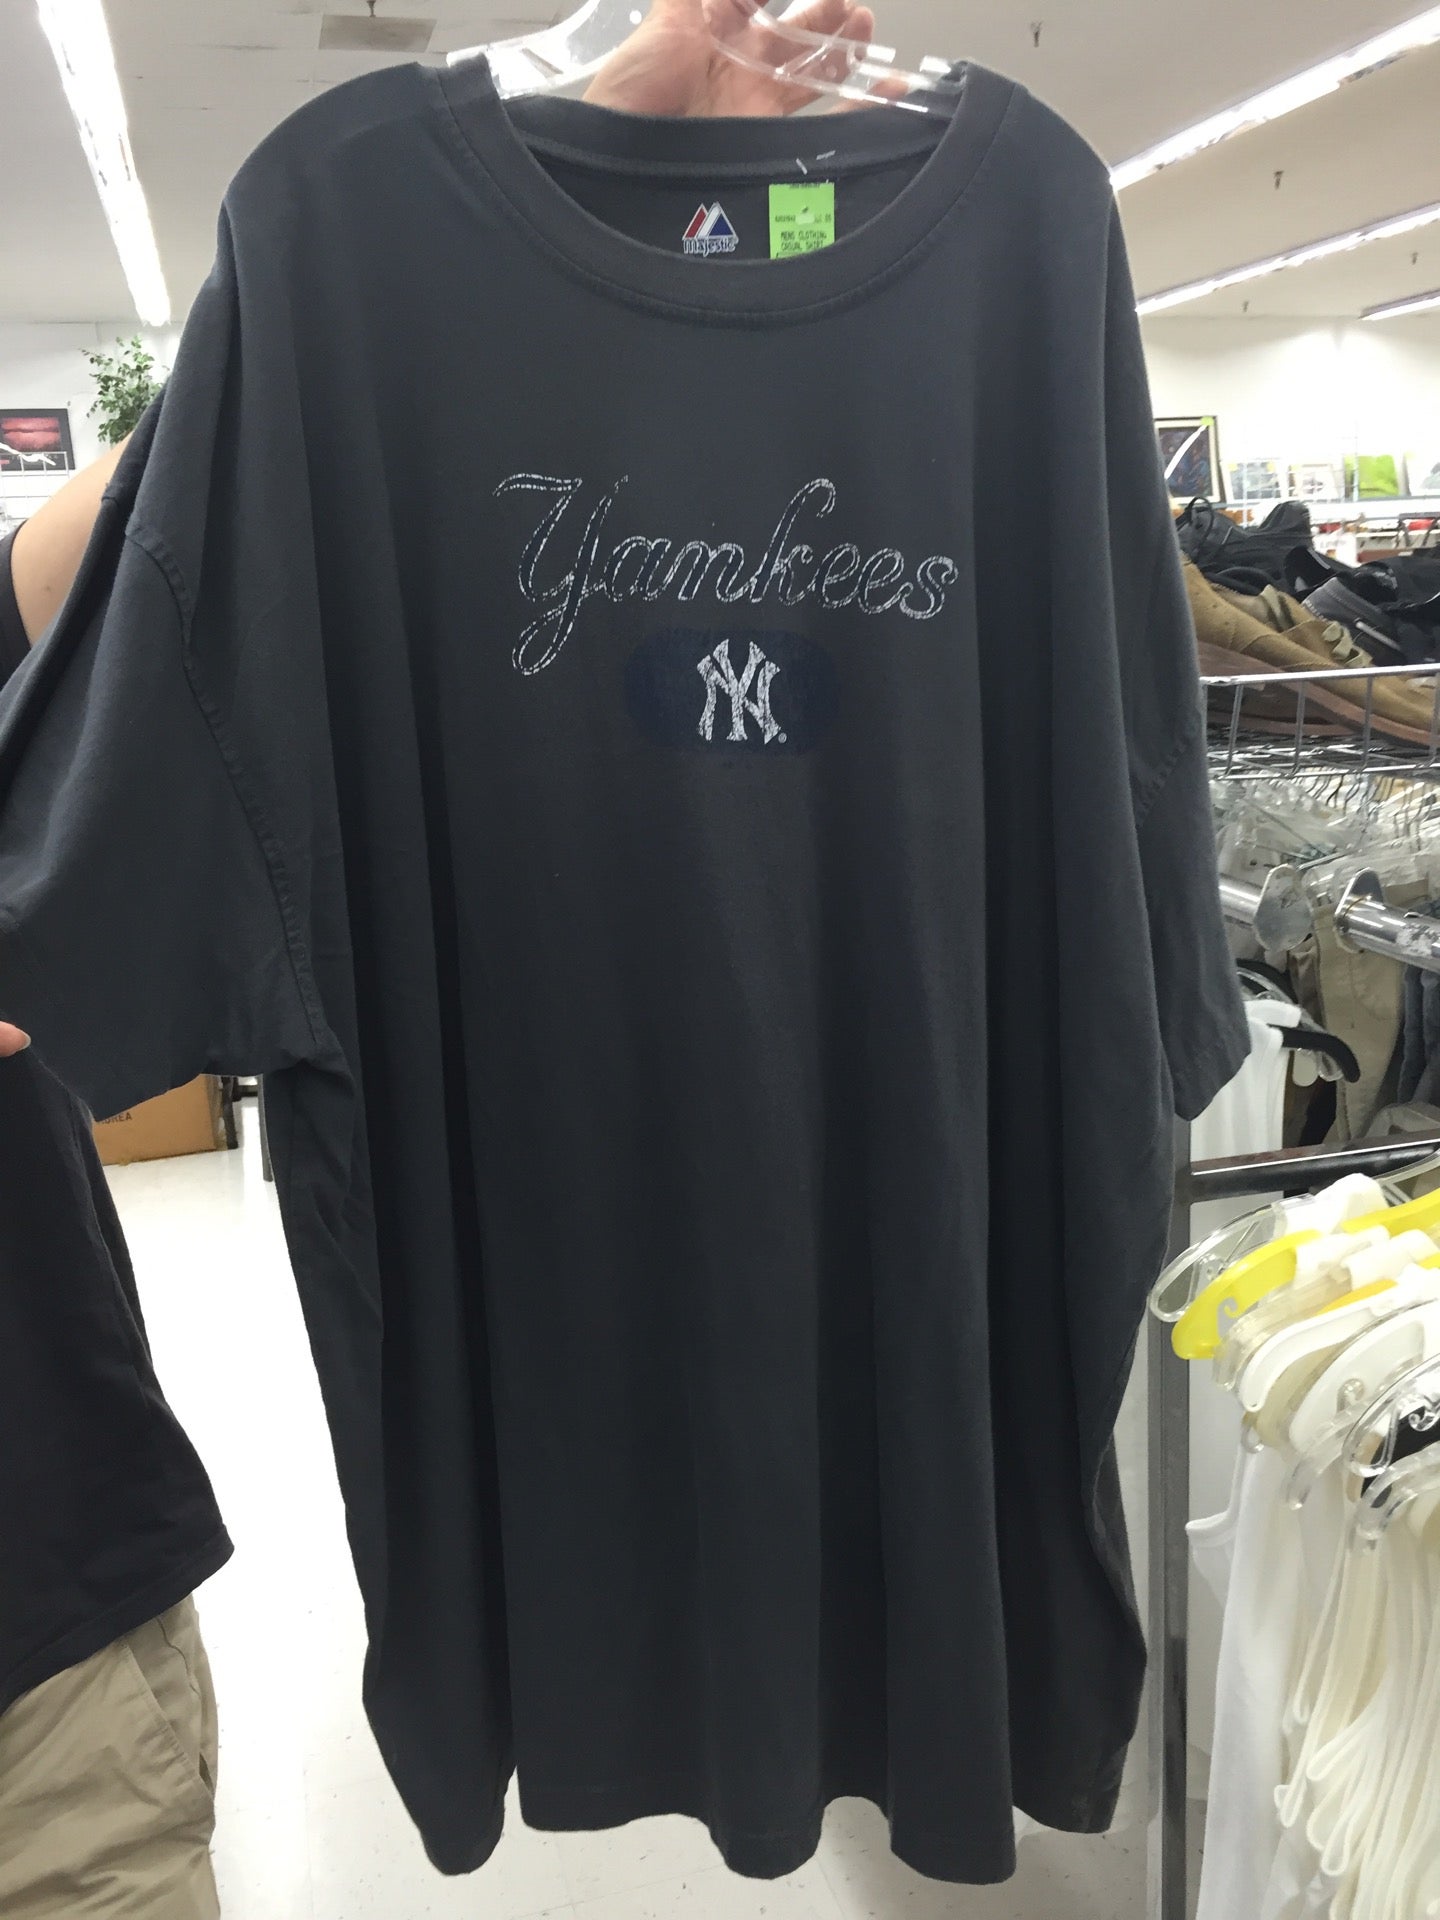 majestic
MENS CLOTHING
CASUAL SHIRT
Yankees
NY
®